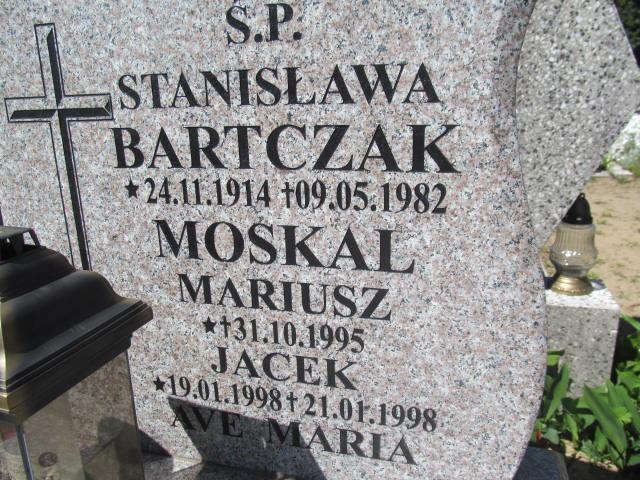 Ś.P.
STANISŁAWA
BARTCZAK
★24.11.1914 †09.05.1982
MOSKAL
MARIUSZ
★†31.10.1995
JACEK
★19.01.1998 † 21.01.1998
AVE MARIA